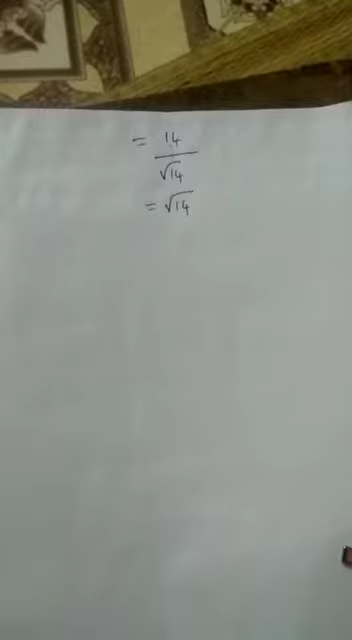 = 14/√14
= √14